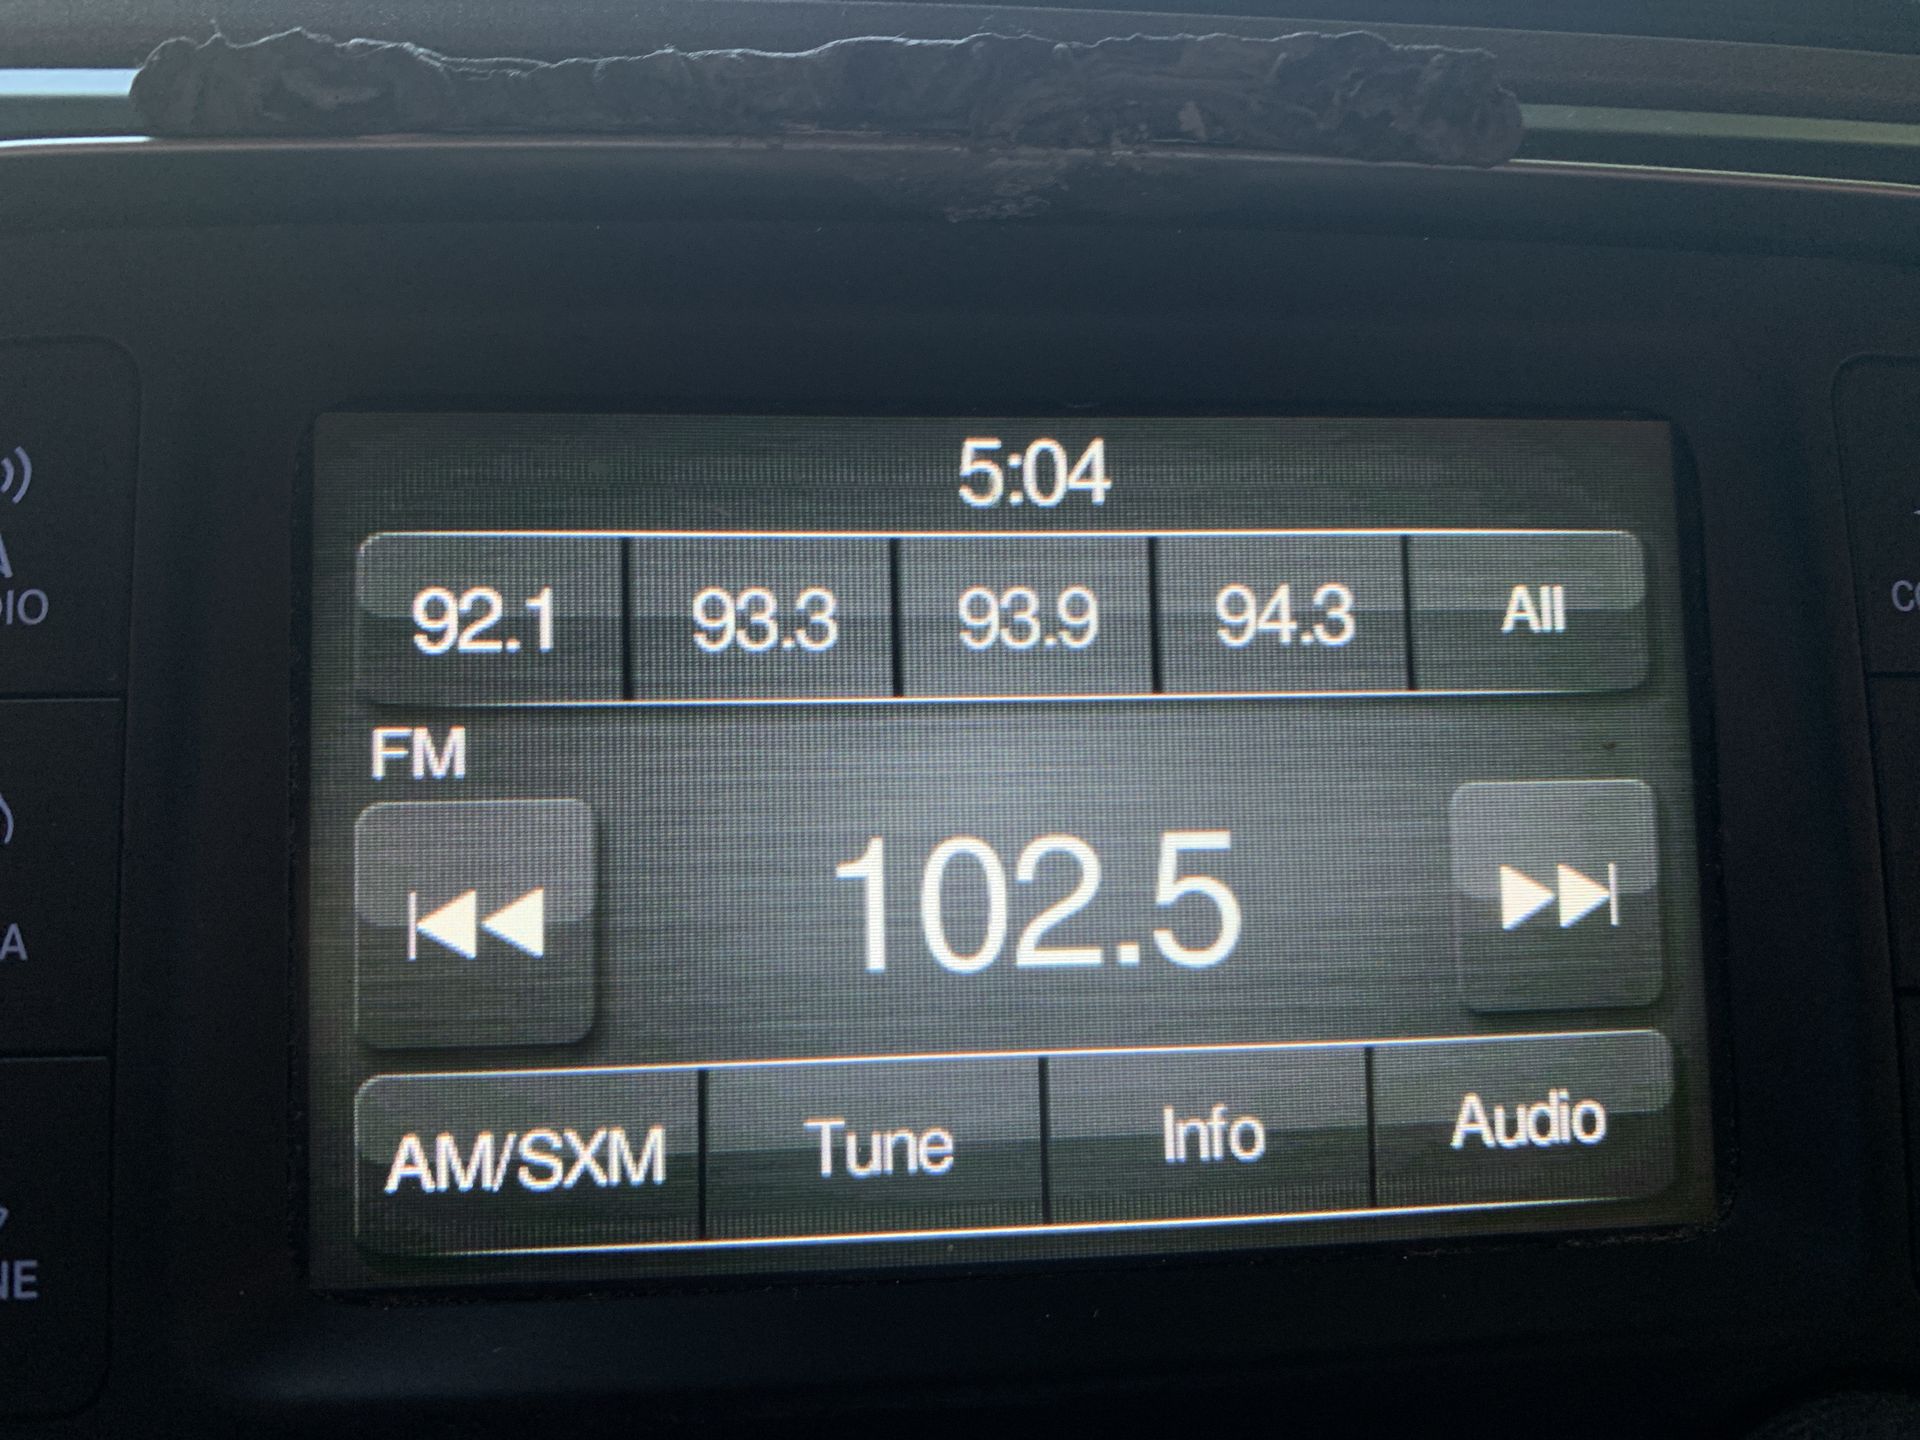 5:04
92.1 93.3 93.9 94.3 All
FM
102.5
AM/SXM Tune Info Audio